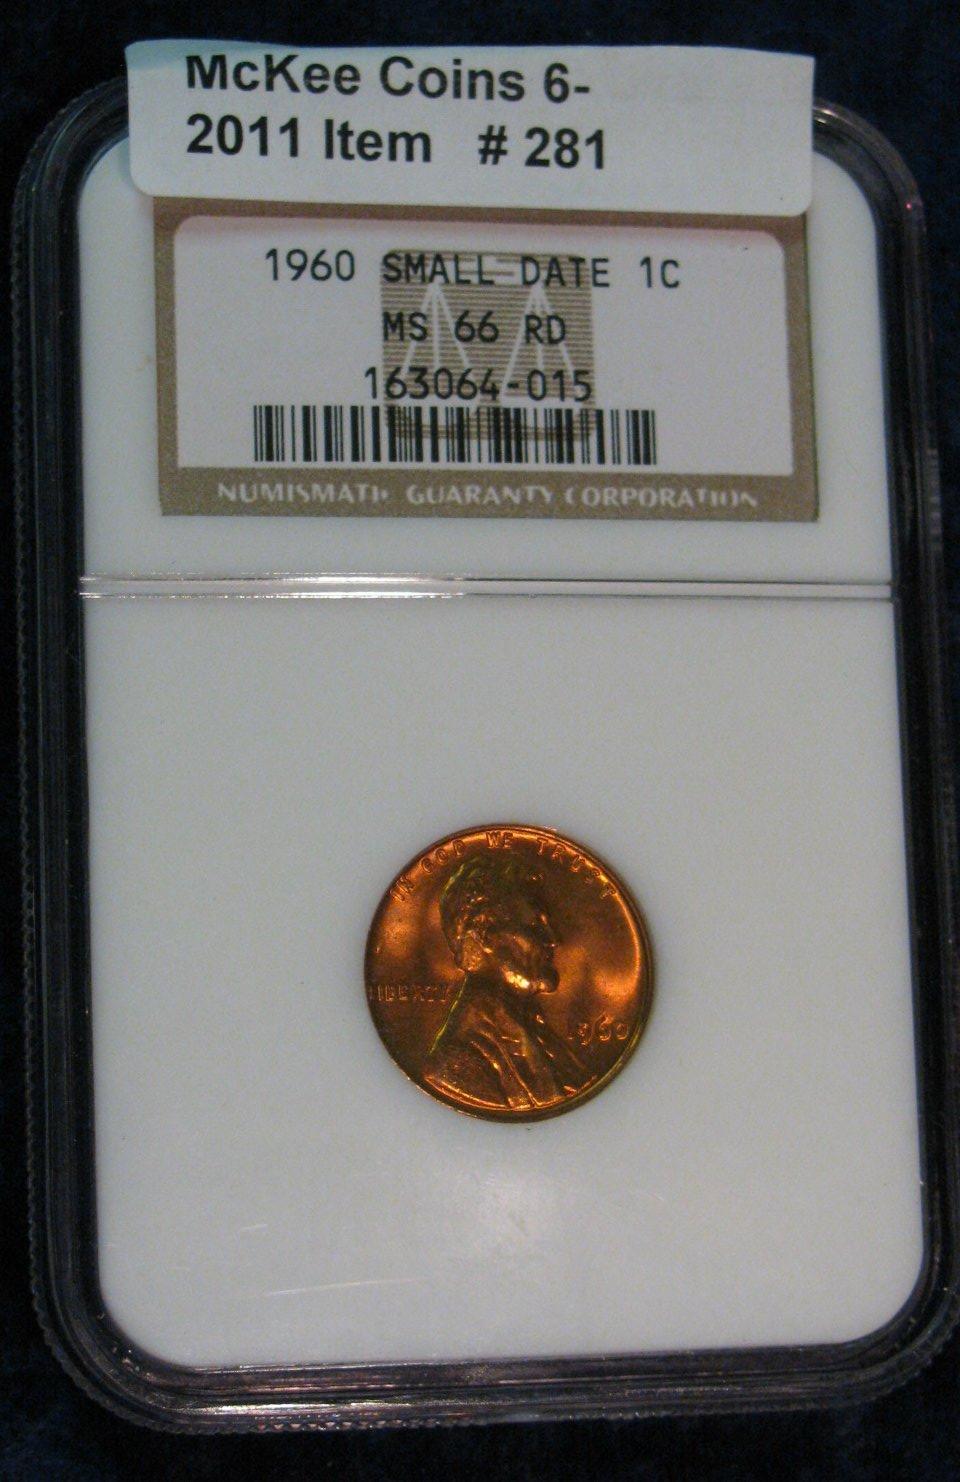 McKee Coins 6-
2011 Item # 281
1960 SMALL DATE 1C
MS 66 RD
163064-015
NUMISMATIC GUARANTY CORPORATION
IN GOD WE TRUST
LIBERTY
1960